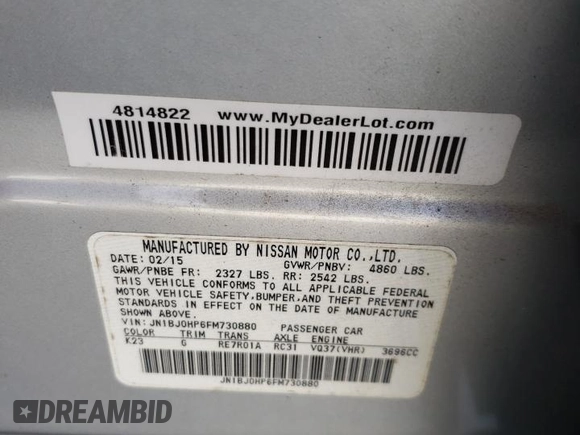 4814822 www.MyDealerLot.com
MANUFACTURED BY NISSAN MOTOR CO.,LTD.
DATE: 02/15 GVWR/PNBV: 4860 LBS.
GAWR/PNBE FR: 2327 LBS. RR: 2542 LBS.
THIS VEHICLE CONFORMS TO ALL APPLICABLE FEDERAL
MOTOR VEHICLE SAFETY,BUMPER,AND THEFT PREVENTION
STANDARDS IN EFFECT ON THE DATE OF MANUFACTURE
SHOWN ABOVE.
VIN: JN1BJ0HP6FM730880 PASSENGER CAR
COLOR TRIM TRANS AXLE ENGINE
K23 G RE7R01A RC31 VQ37(VHR) 3696CC
JN1BJ0HP6FM730880
DREAMBID